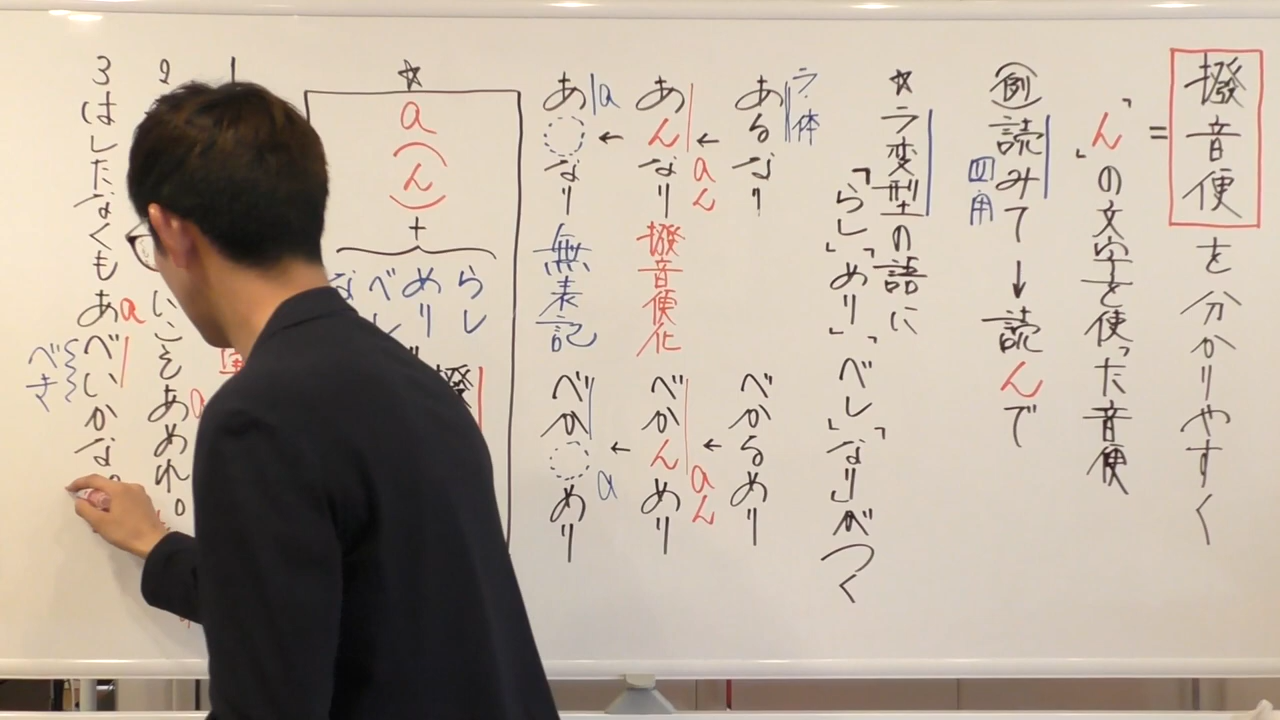 撥音便を分かりやすく
=「ん」の文字を使った音便
(例)読みて→読んで
四・用
☆ラ変型の語に
「らし」「めり」「べし」「なり」がつく
ラ・体
あるなり
べかるめり
←
aん
←
aん
あんなり 撥音便化
べかんめり
←
←
あなり 無表記
a
べかめり
a
☆
a(ん)
+
らし
めり
べし
な
撥
1
2
いこそあめれ。
a
3 はしたなくもあべいかな。
a
べき